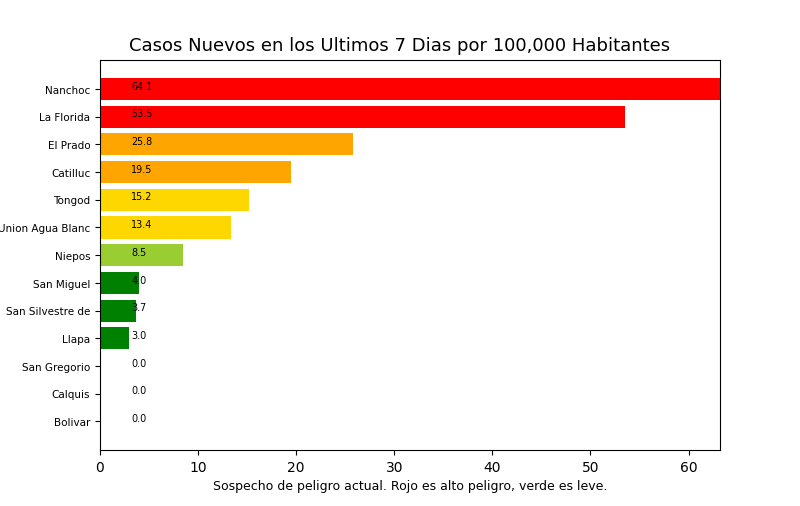 Casos Nuevos en los Ultimos 7 Dias por 100,000 Habitantes
Nanchoc 64.1
La Florida 53.5
El Prado 25.8
Catilluc 19.5
Tongod 15.2
Union Agua Blanc 13.4
Niepos 8.5
San Miguel 4.0
San Silvestre de 3.7
Llapa 3.0
San Gregorio 0.0
Calquis 0.0
Bolivar 0.0
0 10 20 30 40 50 60
Sospecho de peligro actual. Rojo es alto peligro, verde es leve.